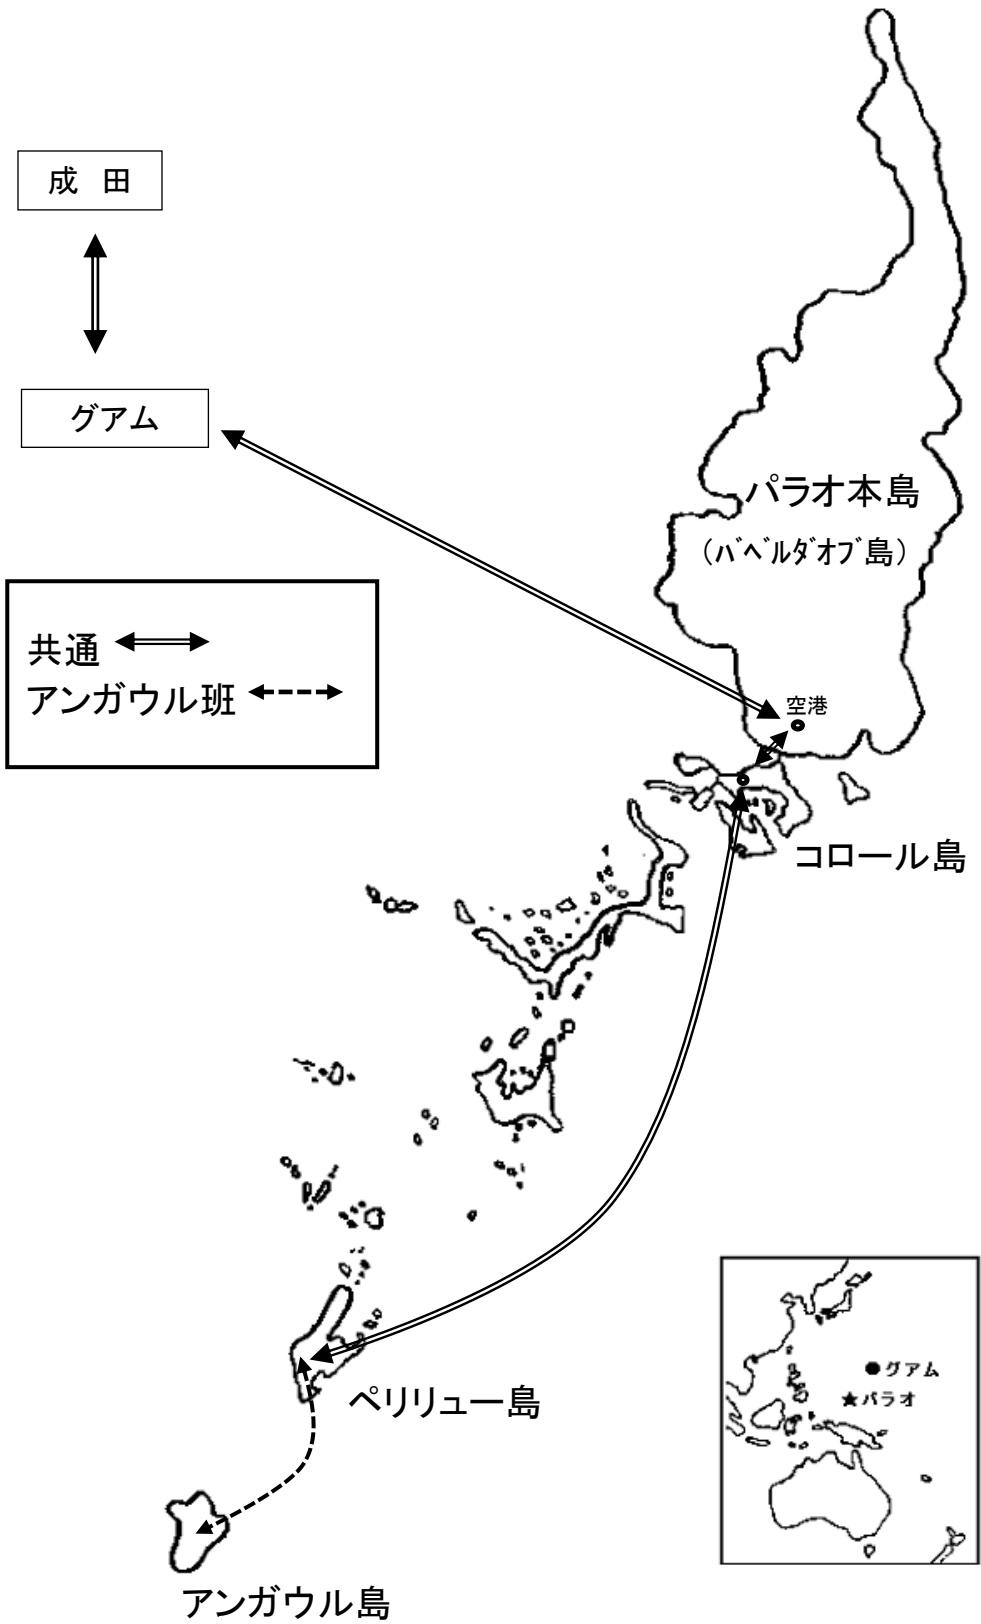 成　田
グアム
パラオ本島
（バベルダオブ島）
共通
アンガウル班
空港
コロール島
ペリリュー島
アンガウル島
●グアム
★パラオ